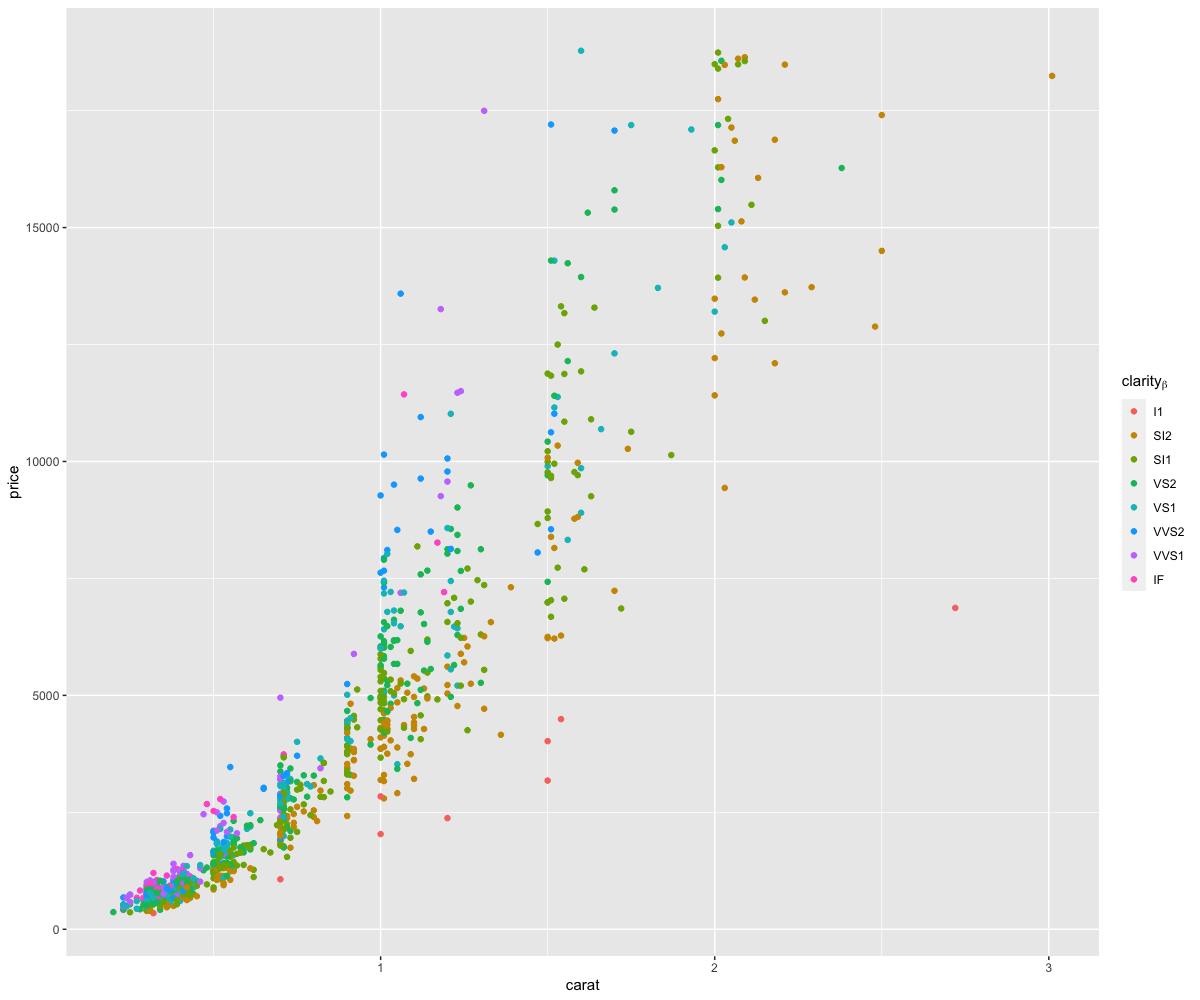 price
15000
10000
5000
0
1
2
3
carat
clarityᵦ
I1
SI2
SI1
VS2
VS1
VVS2
VVS1
IF